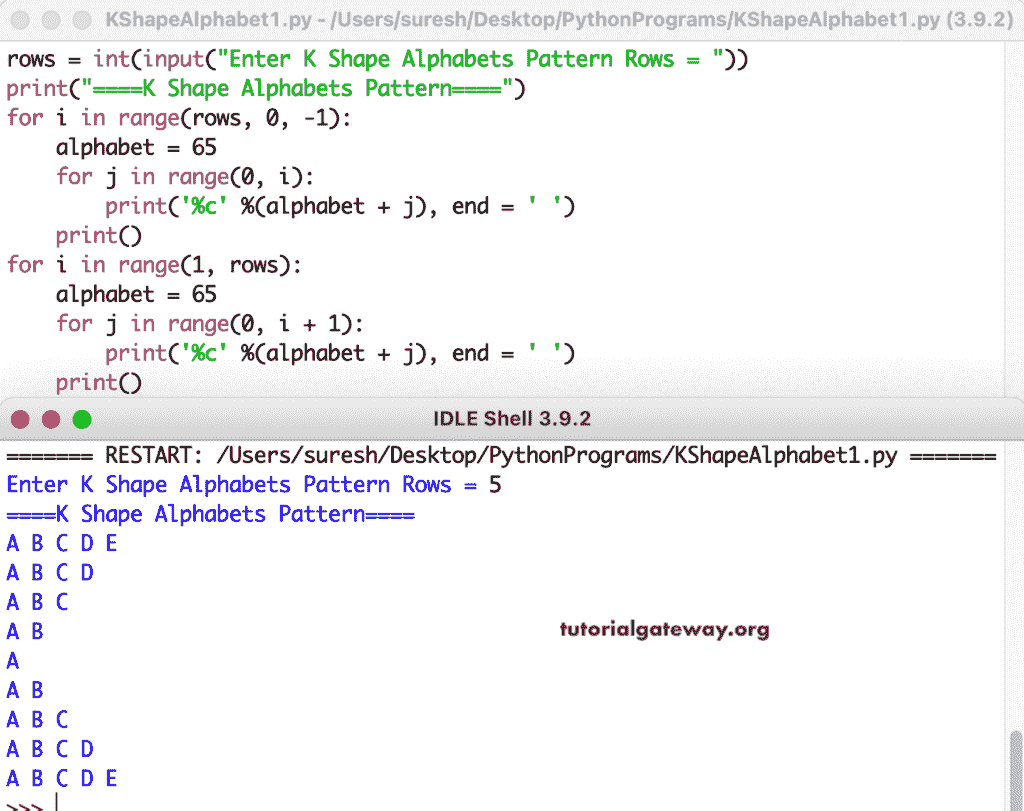 KShapeAlphabet1.py - /Users/suresh/Desktop/PythonPrograms/KShapeAlphabet1.py (3.9.2)
rows = int(input("Enter K Shape Alphabets Pattern Rows = "))
print("====K Shape Alphabets Pattern====")
for i in range(rows, 0, -1):
    alphabet = 65
    for j in range(0, i):
        print('%c' %(alphabet + j), end = ' ')
    print()
for i in range(1, rows):
    alphabet = 65
    for j in range(0, i + 1):
        print('%c' %(alphabet + j), end = ' ')
    print()
IDLE Shell 3.9.2
======= RESTART: /Users/suresh/Desktop/PythonPrograms/KShapeAlphabet1.py =======
Enter K Shape Alphabets Pattern Rows = 5
====K Shape Alphabets Pattern====
A B C D E
A B C D
A B C
A B
tutorialgateway.org
A
A B
A B C
A B C D
A B C D E
>>>